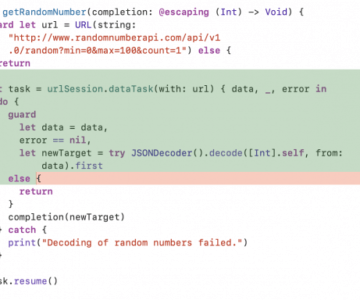 getRandomNumber(completion: @escaping (Int) -> Void) {
ard let url = URL(string:
"http://www.randomnumberapi.com/api/v1
.0/random?min=0&max=100&count=1") else {
return
t task = urlSession.dataTask(with: url) { data, _, error in
do {
guard
let data = data,
error == nil,
let newTarget = try JSONDecoder().decode([Int].self, from:
data).first
else {
return
}
completion(newTarget)
} catch {
print("Decoding of random numbers failed.")
}
sk.resume()